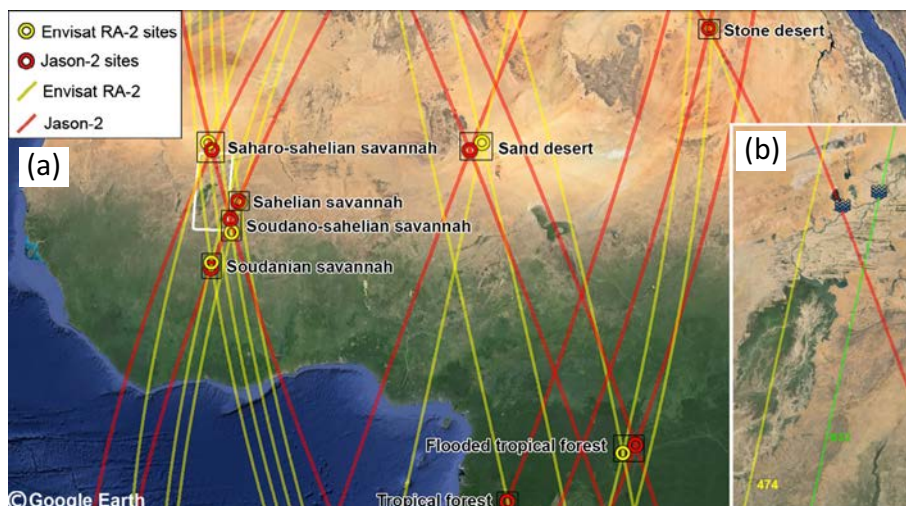 Envisat RA-2 sites
Jason-2 sites
Envisat RA-2
Jason-2
(a)
Stone desert
(b)
Saharo-sahelian savannah
Sand desert
Sahelian savannah
Soudano-sahelian savannah
Soudanian savannah
Flooded tropical forest
474
©Google Earth
Tropical forest